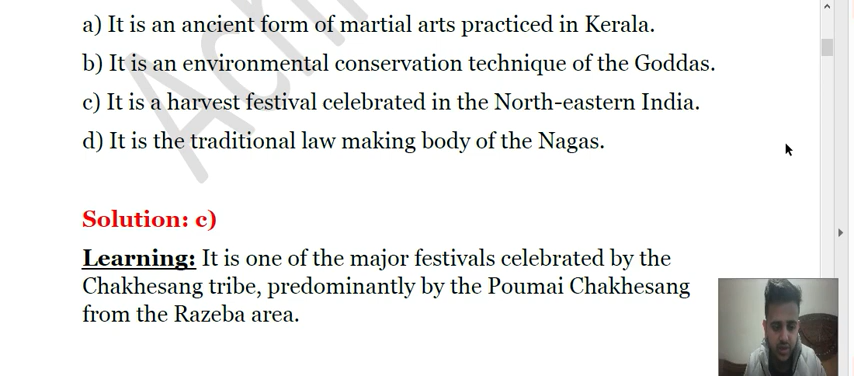 a) It is an ancient form of martial arts practiced in Kerala.
b) It is an environmental conservation technique of the Goddas.
c) It is a harvest festival celebrated in the North-eastern India.
d) It is the traditional law making body of the Nagas.
Solution: c)
Learning: It is one of the major festivals celebrated by the
Chakhesang tribe, predominantly by the Poumai Chakhesang
from the Razeba area.